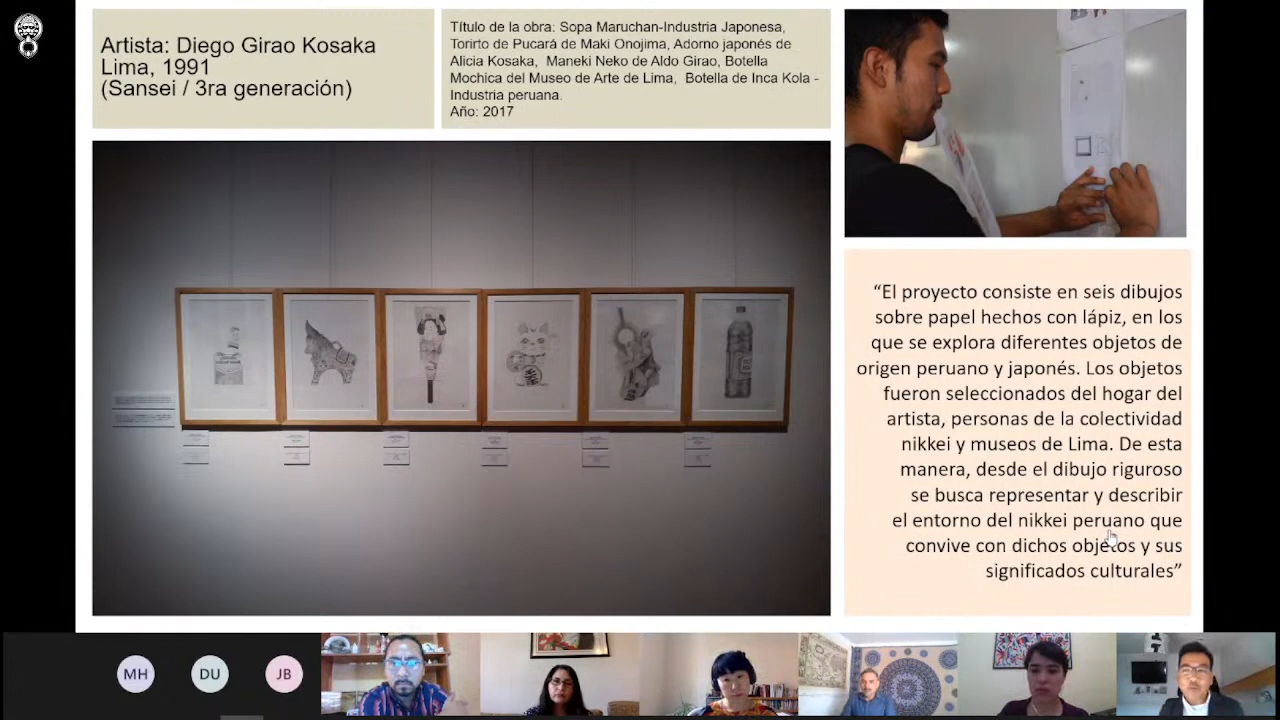 Artista: Diego Girao Kosaka
Lima, 1991
(Sansei / 3ra generación)
Título de la obra: Sopa Maruchan-Industria Japonesa,
Torirto de Pucará de Maki Onojima, Adorno japonés de
Alicia Kosaka, Maneki Neko de Aldo Girao, Botella
Mochica del Museo de Arte de Lima, Botella de Inca Kola -
Industria peruana.
Año: 2017
“El proyecto consiste en seis dibujos
sobre papel hechos con lápiz, en los
que se explora diferentes objetos de
origen peruano y japonés. Los objetos
fueron seleccionados del hogar del
artista, personas de la colectividad
nikkei y museos de Lima. De esta
manera, desde el dibujo riguroso
se busca representar y describir
el entorno del nikkei peruano que
convive con dichos objetos y sus
significados culturales”
MH
DU
JB